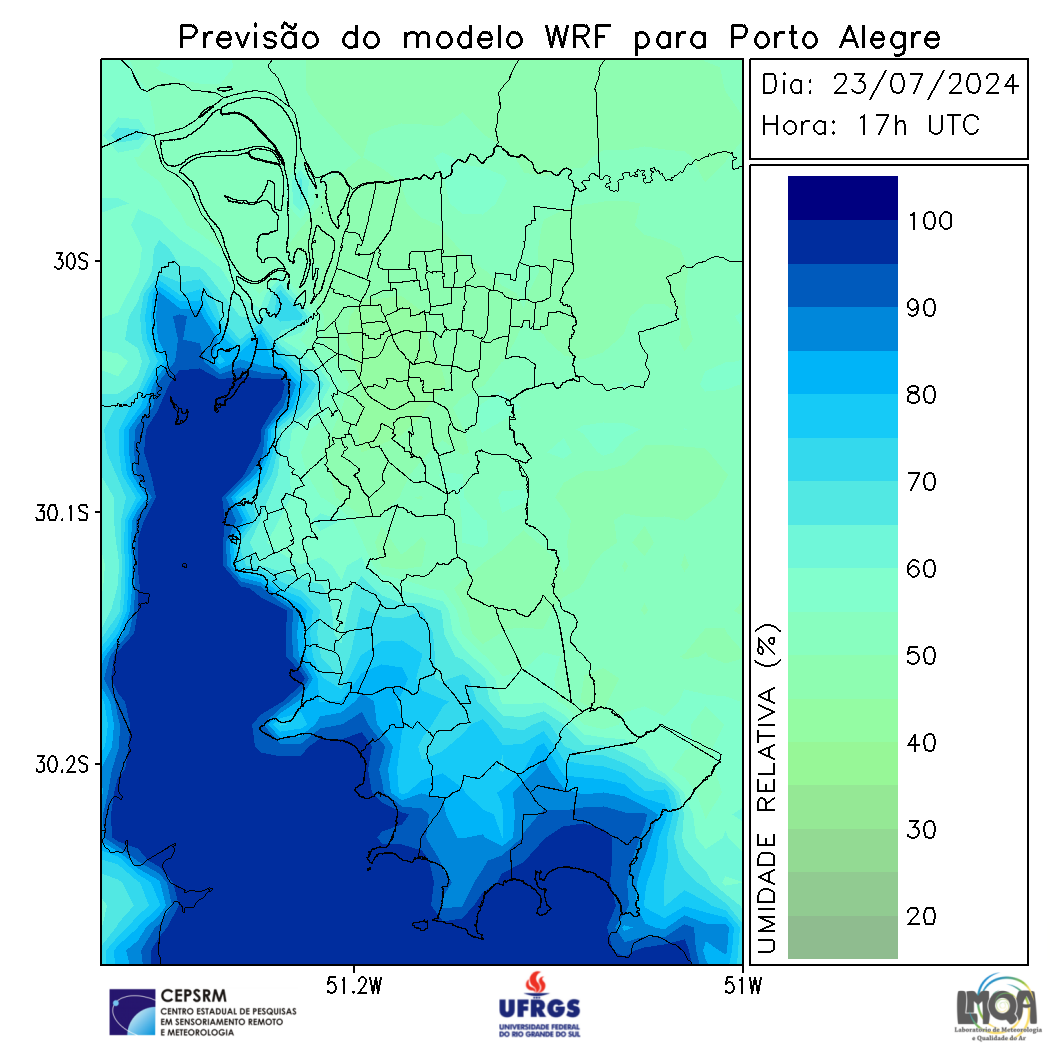 Previsão do modelo WRF para Porto Alegre
Dia: 23/07/2024
Hora: 17h UTC
30S
30.1S
30.2S
51.2W
51W
100
90
80
70
60
50
40
30
20
UMIDADE RELATIVA (%)
CEPSRM
CENTRO ESTADUAL DE PESQUISAS
EM SENSORIAMENTO REMOTO
E METEOROLOGIA
UFRGS
UNIVERSIDADE FEDERAL
DO RIO GRANDE DO SUL
LMQA
Laboratório de Meteorologia
e Qualidade do Ar